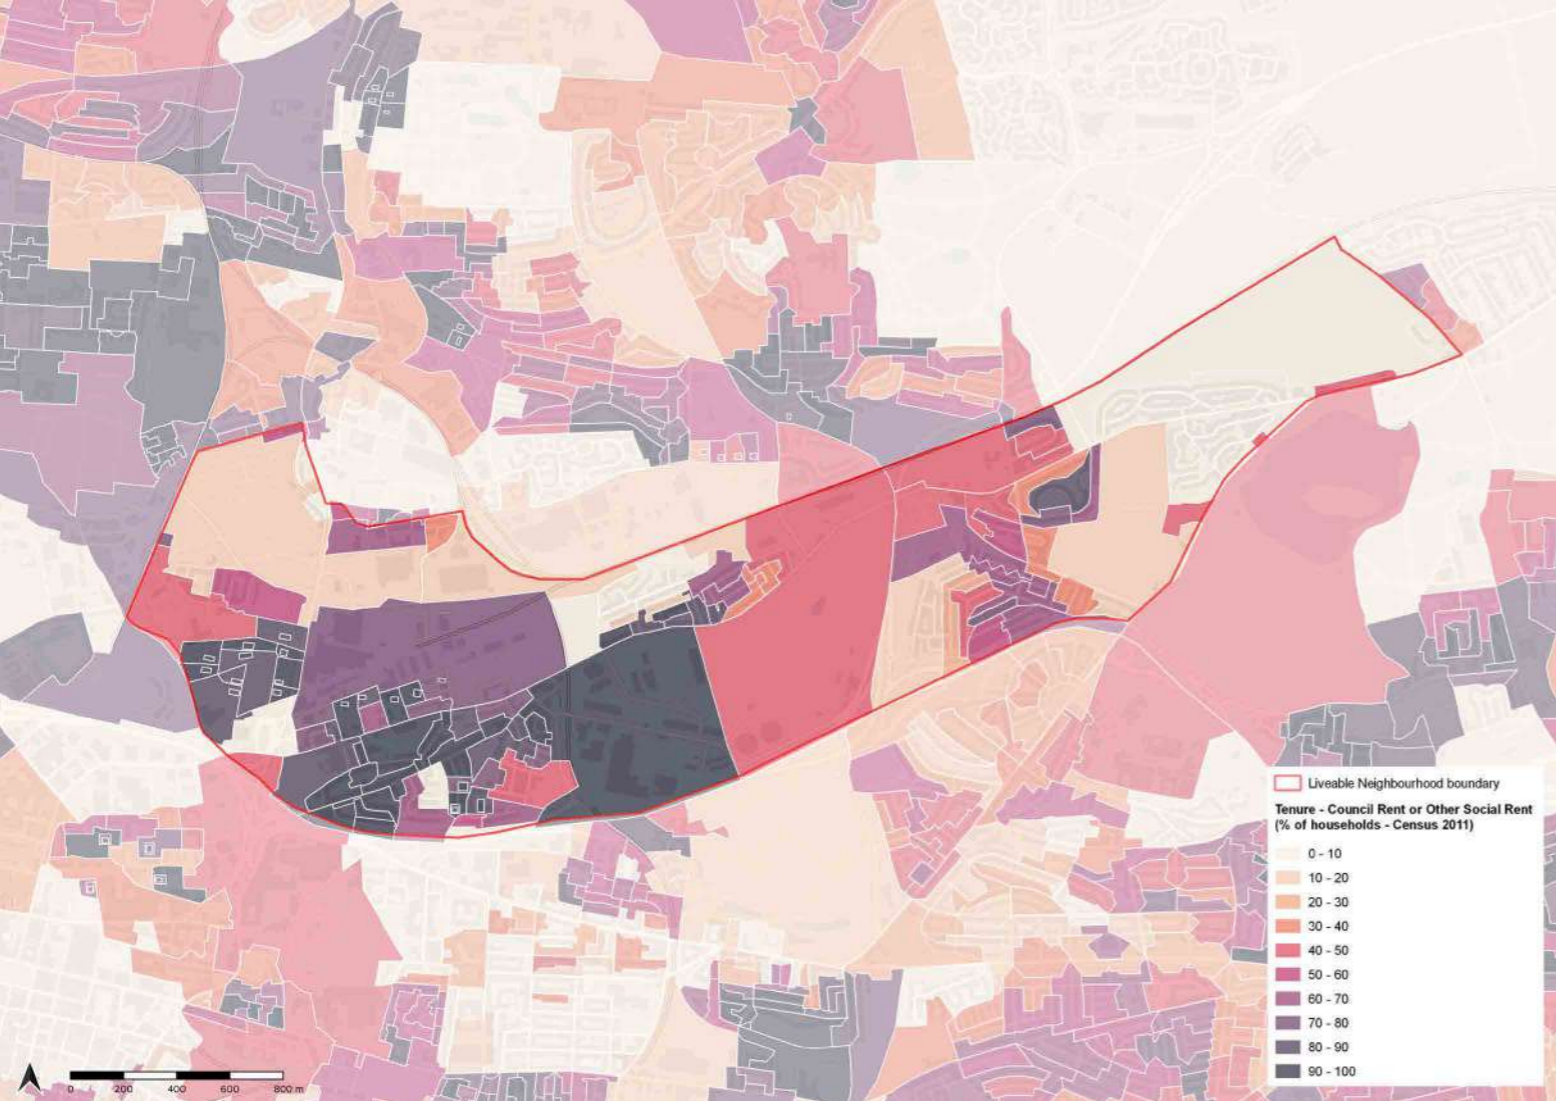 Liveable Neighbourhood boundary
Tenure - Council Rent or Other Social Rent
(% of households - Census 2011)
0 - 10
10 - 20
20 - 30
30 - 40
40 - 50
50 - 60
60 - 70
70 - 80
80 - 90
90 - 100
0 200 400 600 800 m